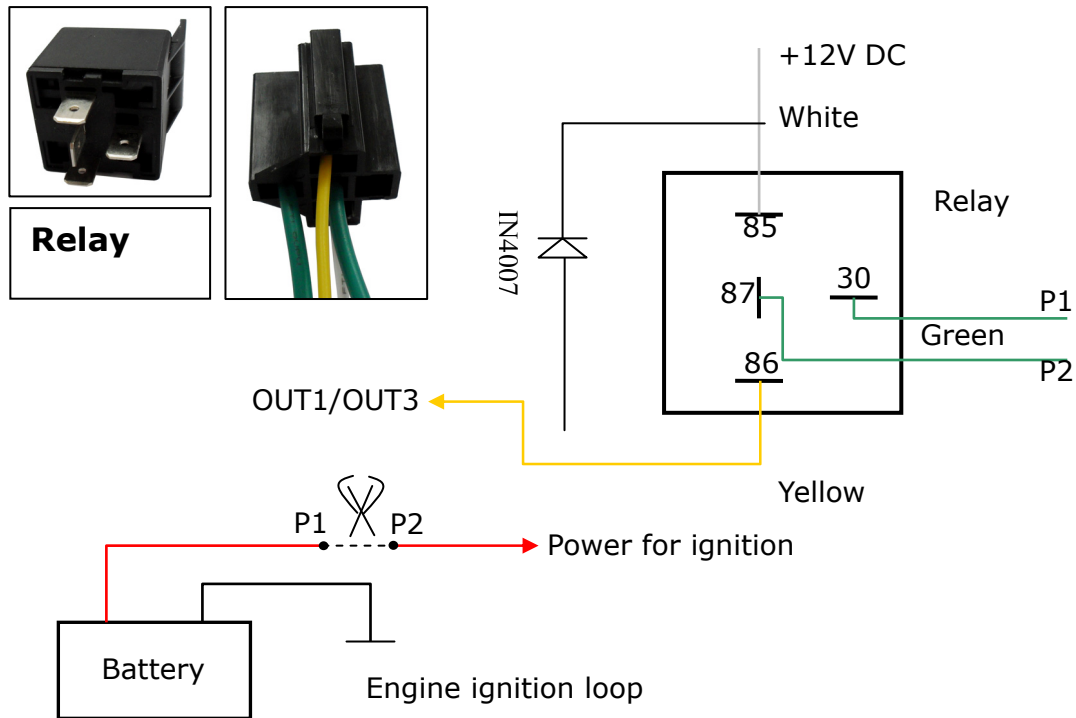 Relay
+12V DC
White
IN4007
85
Relay
87
30
P1
Green
86
P2
OUT1/OUT3
Yellow
P1
P2
Power for ignition
Battery
Engine ignition loop